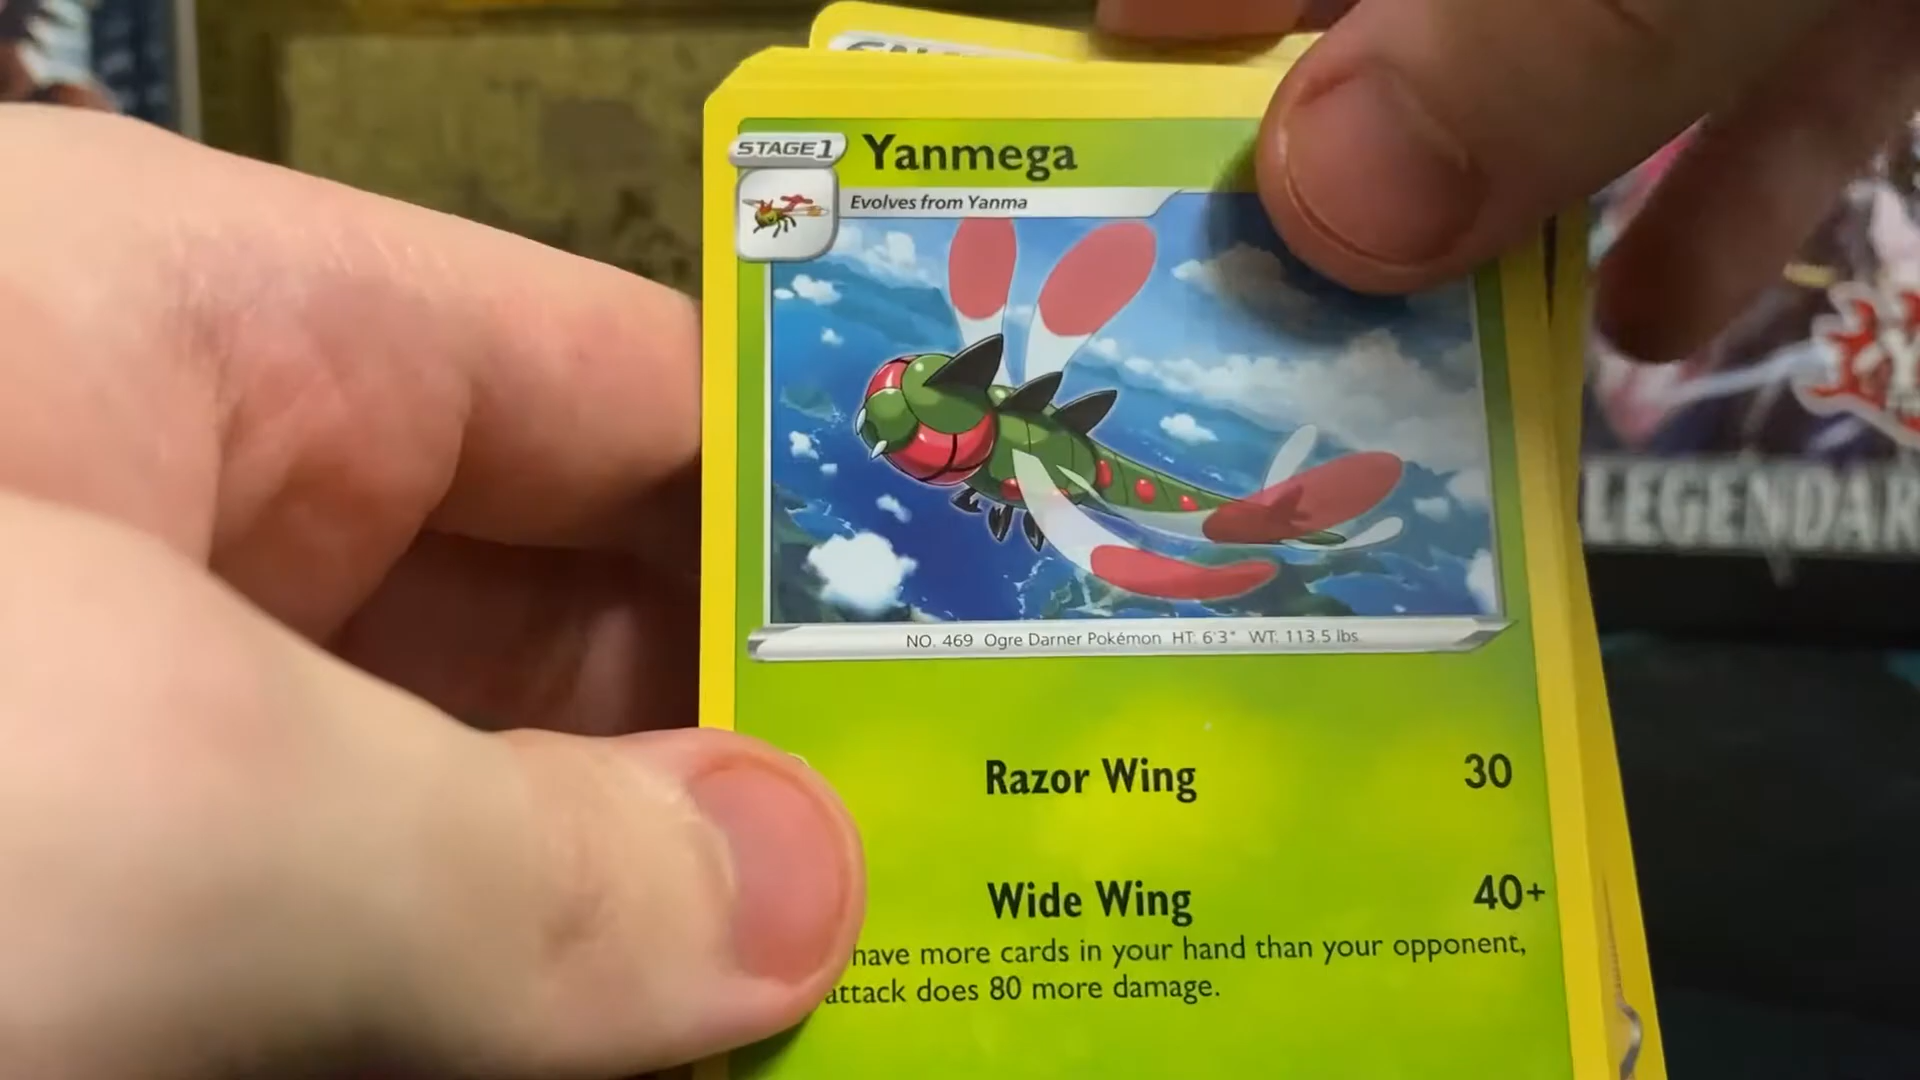 STAGE1
Yanmega
Evolves from Yanma
NO. 469 Ogre Darner Pokémon HT: 6'3" WT: 113.5 lbs.
Razor Wing 30
Wide Wing 40+
have more cards in your hand than your opponent,
attack does 80 more damage.
LEGENDAR